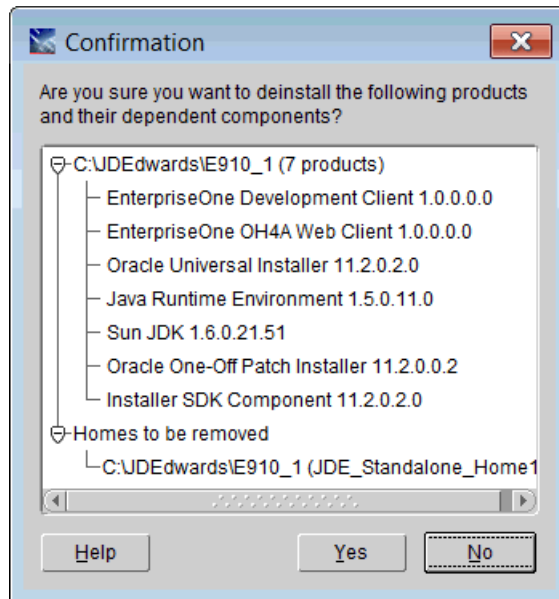 Confirmation
Are you sure you want to deinstall the following products
and their dependent components?
C:\JDEdwards\E910_1 (7 products)
EnterpriseOne Development Client 1.0.0.0.0
EnterpriseOne OH4A Web Client 1.0.0.0.0
Oracle Universal Installer 11.2.0.2.0
Java Runtime Environment 1.5.0.11.0
Sun JDK 1.6.0.21.51
Oracle One-Off Patch Installer 11.2.0.0.2
Installer SDK Component 11.2.0.2.0
Homes to be removed
C:\JDEdwards\E910_1 (JDE_Standalone_Home1
Help Yes No